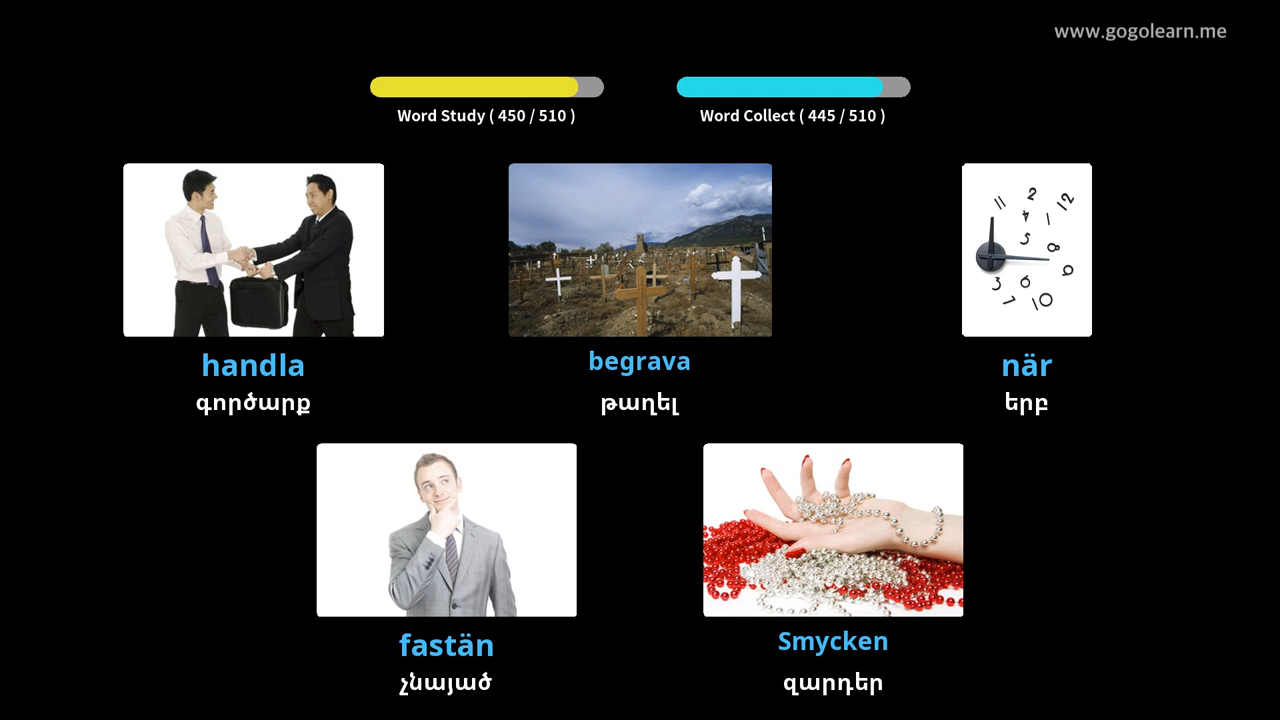 www.gogolearn.me
Word Study ( 450 / 510 )
Word Collect ( 445 / 510 )
handla
գործարք
begrava
թաղել
när
երբ
fastän
չնայած
Smycken
զարդեր